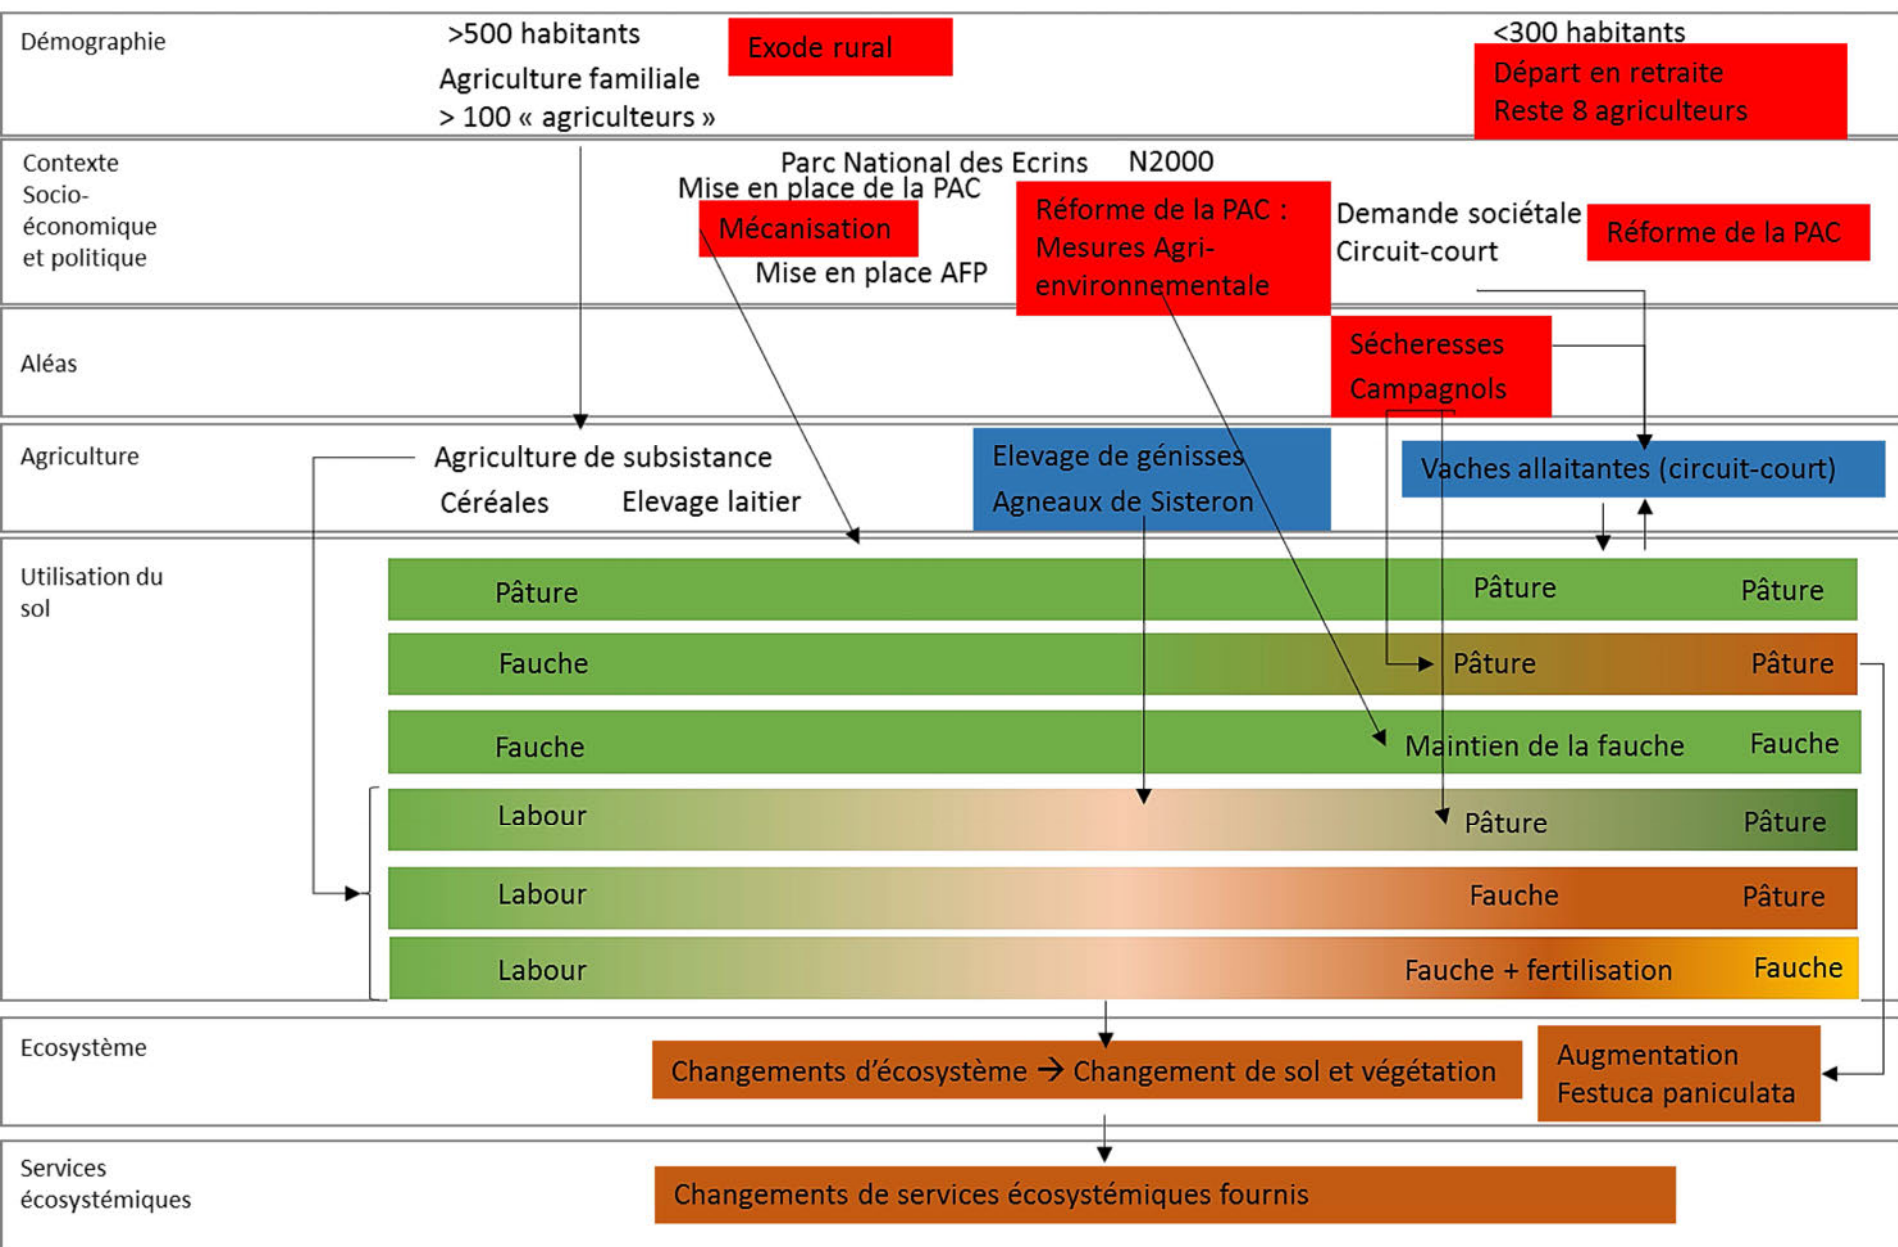 Démographie
>500 habitants
Agriculture familiale
> 100 « agriculteurs »
Exode rural
<300 habitants
Départ en retraite
Reste 8 agriculteurs
Contexte
Socio-
économique
et politique
Parc National des Ecrins
N2000
Mise en place de la PAC
Mécanisation
Mise en place AFP
Réforme de la PAC :
Mesures Agri-
environnementale
Demande sociétale
Circuit-court
Réforme de la PAC
Aléas
Sécheresses
Campagnols
Agriculture
Agriculture de subsistance
Céréales
Elevage laitier
Elevage de génisses
Agneaux de Sisteron
Vaches allaitantes (circuit-court)
Utilisation du
sol
Pâture
Pâture
Pâture
Fauche
Pâture
Pâture
Fauche
Maintien de la fauche
Fauche
Labour
Pâture
Pâture
Labour
Fauche
Pâture
Labour
Fauche + fertilisation
Fauche
Ecosystème
Changements d'écosystème → Changement de sol et végétation
Augmentation
Festuca paniculata
Services
écosystémiques
Changements de services écosystémiques fournis